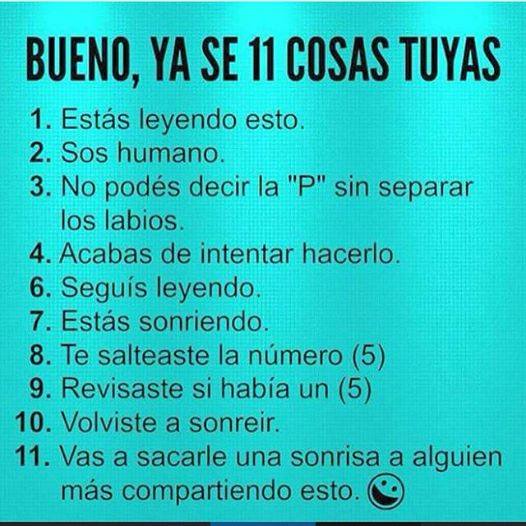 BUENO, YA SE 11 COSAS TUYAS
1. Estás leyendo esto.
2. Sos humano.
3. No podés decir la "P" sin separar
los labios.
4. Acabas de intentar hacerlo.
6. Seguís leyendo.
7. Estás sonriendo.
8. Te salteaste la número (5)
9. Revisaste si había un (5)
10. Volviste a sonreir.
11. Vas a sacarle una sonrisa a alguien
más compartiendo esto.